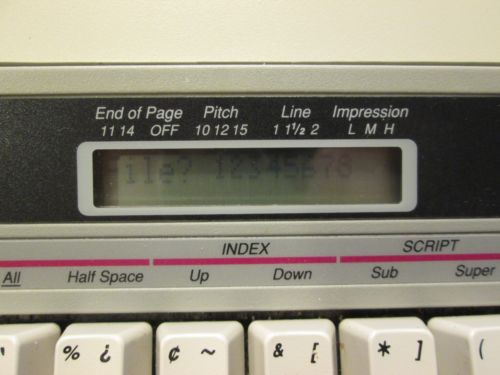 End of Page Pitch Line Impression
11 14 OFF 10 12 15 1 1½ 2 L M H
ile? 12345678
INDEX SCRIPT
All Half Space Up Down Sub Super
% ¿ ¢ ~ & [ * ] (